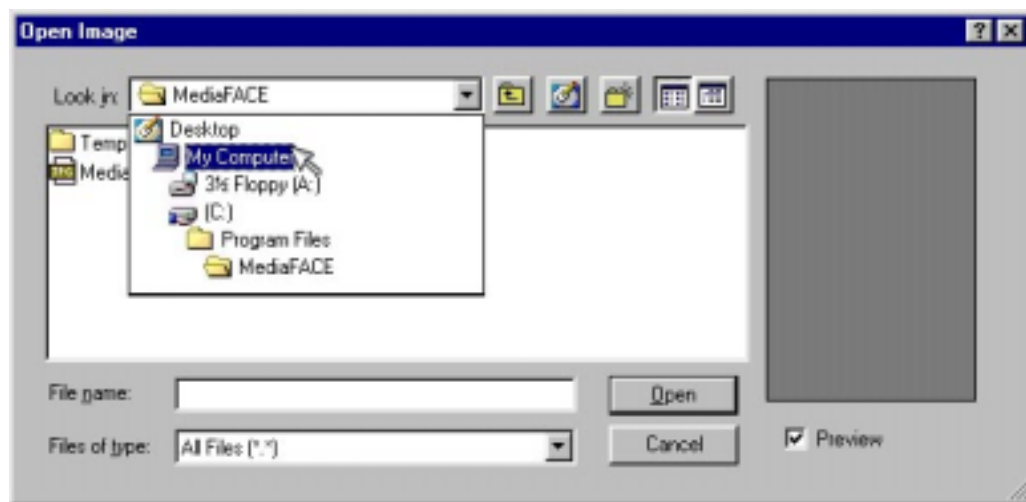 Open Image
Look in: MediaFACE
Desktop
My Computer
3½ Floppy (A:)
(C:)
Program Files
MediaFACE
Temp
Media
File name:
Open
Files of type: All Files (*.*)
Cancel
Preview